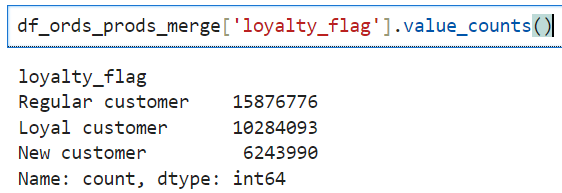 df_ords_prods_merge['loyalty_flag'].value_counts()
loyalty_flag
Regular customer    15876776
Loyal customer      10284093
New customer         6243990
Name: count, dtype: int64